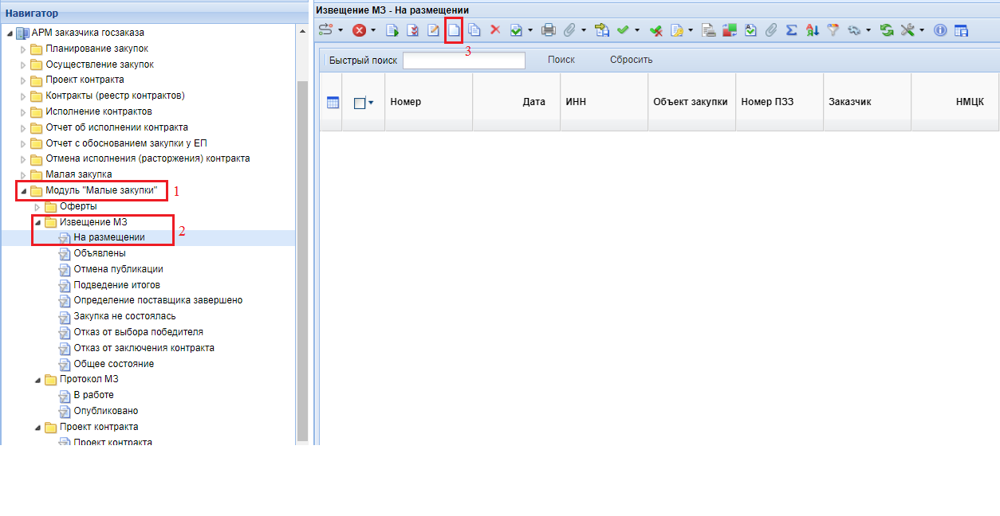 Навигатор
АРМ заказчика госзаказа
Планирование закупок
Осуществление закупок
Проект контракта
Контракты (реестр контрактов)
Исполнение контрактов
Отчет об исполнении контракта
Отчет с обоснованием закупки у ЕП
Отмена исполнения (расторжения) контракта
Малая закупка
Модуль "Малые закупки" 1
Оферты
Извещение МЗ
На размещении 2
Объявлены
Отмена публикации
Подведение итогов
Определение поставщика завершено
Закупка не состоялась
Отказ от выбора победителя
Отказ от заключения контракта
Общее состояние
Протокол МЗ
В работе
Опубликовано
Проект контракта
Проект контракта
Извещение МЗ - На размещении
3
Быстрый поиск Поиск Сбросить
Номер Дата ИНН Объект закупки Номер ПЗЗ Заказчик НМЦК